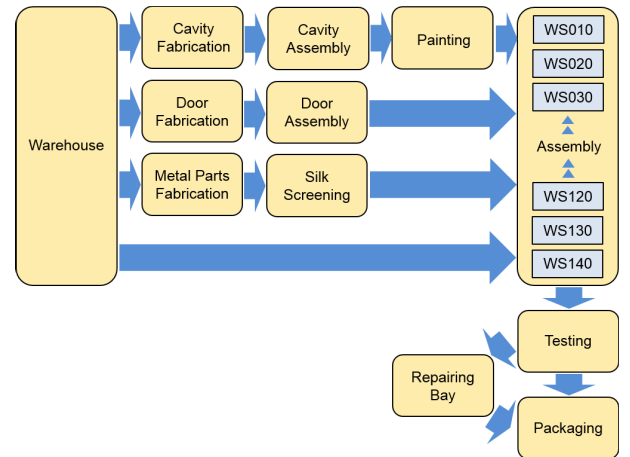 Warehouse
Cavity
Fabrication
Cavity
Assembly
Painting
Door
Fabrication
Door
Assembly
Metal Parts
Fabrication
Silk
Screening
WS010
WS020
WS030
Assembly
WS120
WS130
WS140
Testing
Repairing
Bay
Packaging